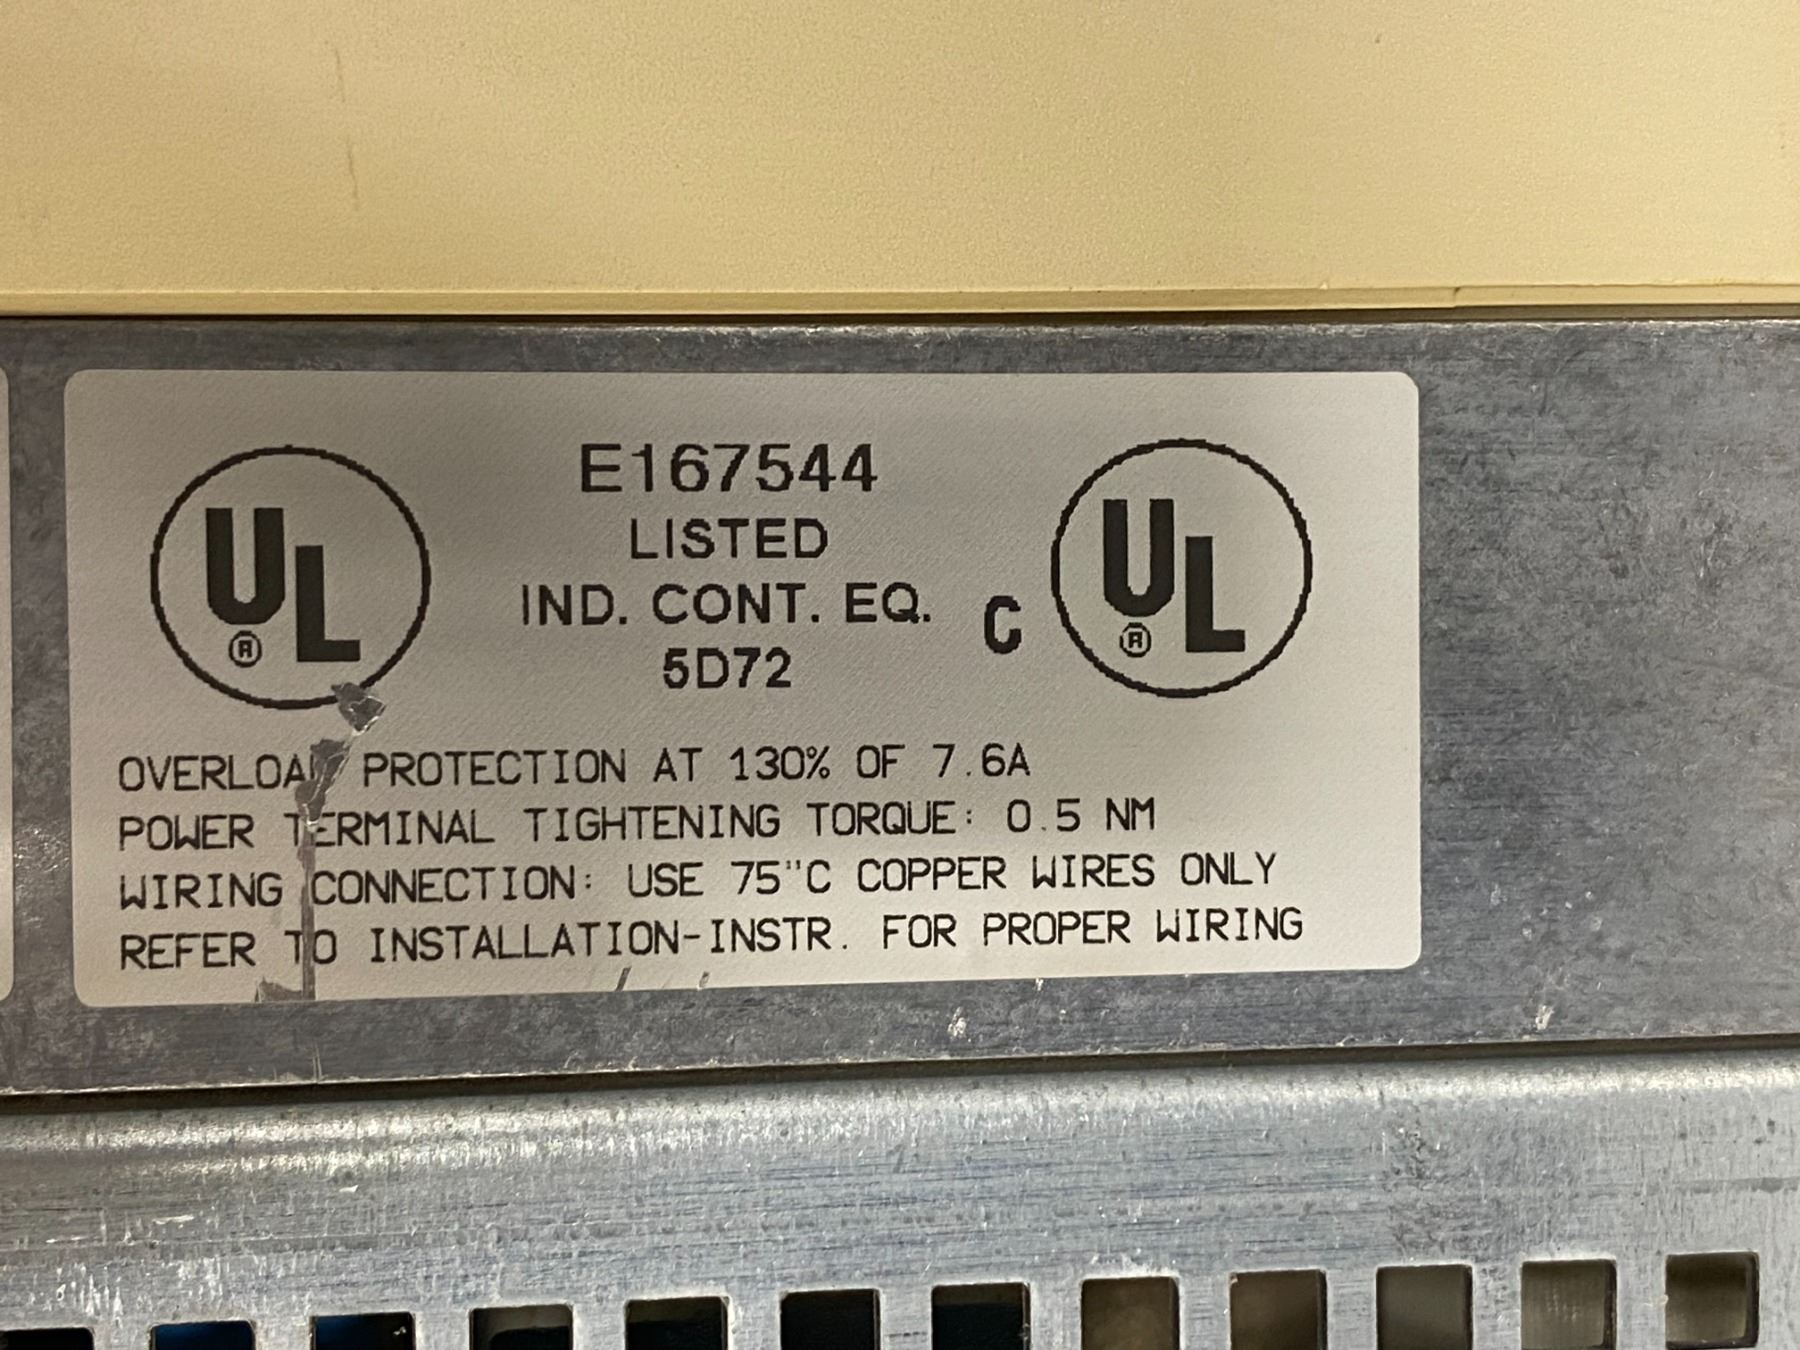 UL E167544 UL
LISTED
IND. CONT. EQ. C
5D72
® ®
OVERLOAD PROTECTION AT 130% OF 7.6A
POWER TERMINAL TIGHTENING TORQUE: 0.5 NM
WIRING CONNECTION: USE 75"C COPPER WIRES ONLY
REFER TO INSTALLATION-INSTR. FOR PROPER WIRING